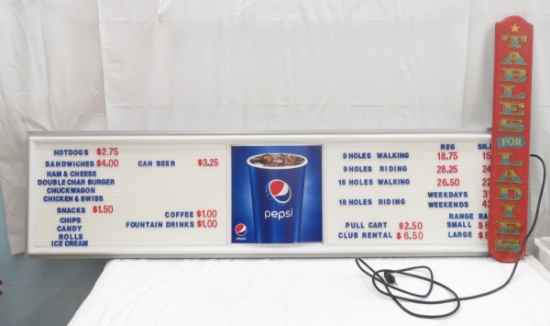 HOTDOGS $2.75
SANDWICHES $4.00
HAM & CHEESE
DOUBLE CHAR BURGER
CHUCKWAGON
CHICKEN & SWISS
SNACKS $1.50
CHIPS
CANDY
ROLLS
ICE CREAM
CAN BEER $3.25
COFFEE $1.00
FOUNTAIN DRINKS $1.00
pepsi
REG
9 HOLES WALKING 18.75
9 HOLES RIDING 28.25
18 HOLES WALKING 26.50
WEEKDAYS
18 HOLES RIDING WEEKENDS
RANGE
PULL CART $2.50 SMALL
CLUB RENTAL $6.50 LARGE
TABLES
FOR
LADIES